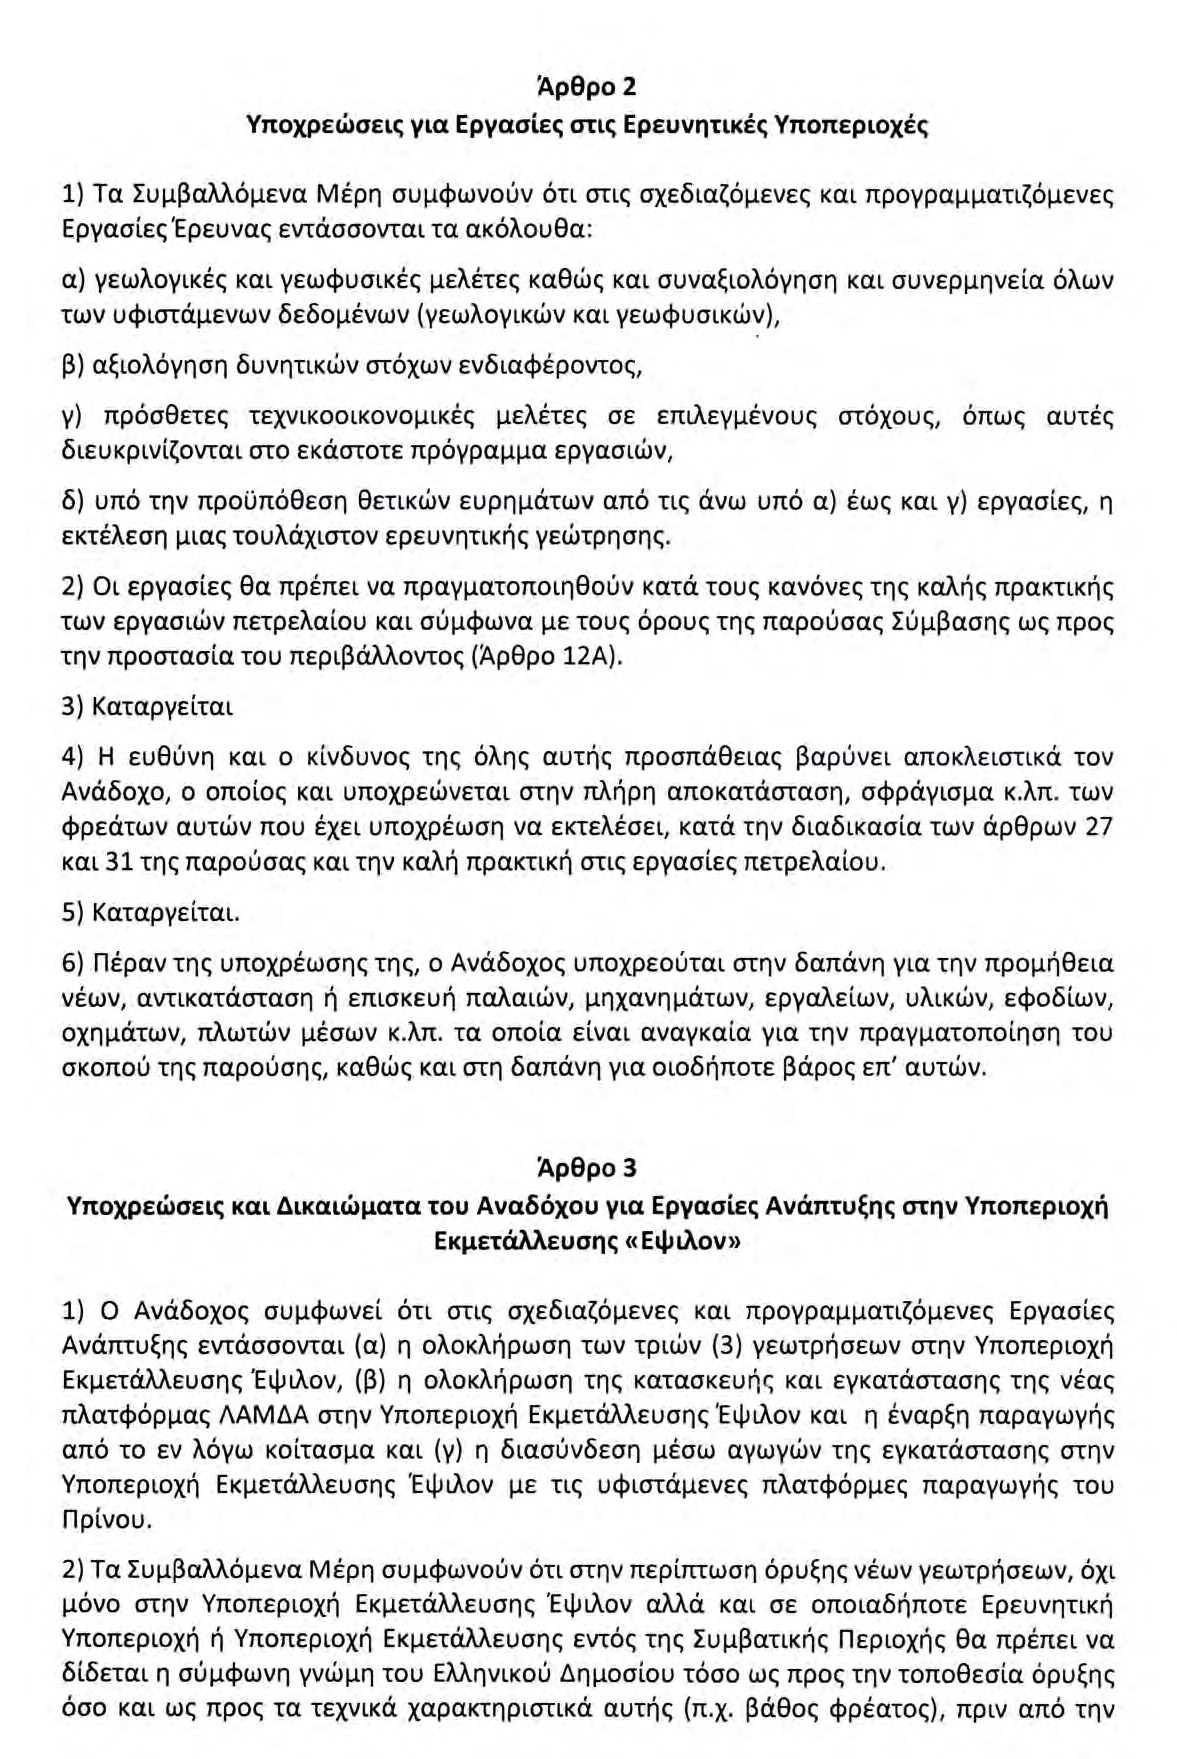 Άρθρο 2
Υποχρεώσεις για Εργασίες στις Ερευνητικές Υποπεριοχές
1) Τα Συμβαλλόμενα Μέρη συμφωνούν ότι στις σχεδιαζόμενες και προγραμματιζόμενες
Εργασίες Έρευνας εντάσσονται τα ακόλουθα:
α) γεωλογικές και γεωφυσικές μελέτες καθώς και συναξιολόγηση και συνερμηνεία όλων
των υφιστάμενων δεδομένων (γεωλογικών και γεωφυσικών),
β) αξιολόγηση δυνητικών στόχων ενδιαφέροντος,
γ) πρόσθετες τεχνικοοικονομικές μελέτες σε επιλεγμένους στόχους, όπως αυτές
διευκρινίζονται στο εκάστοτε πρόγραμμα εργασιών,
δ) υπό την προϋπόθεση θετικών ευρημάτων από τις άνω υπό α) έως και γ) εργασίες, η
εκτέλεση μιας τουλάχιστον ερευνητικής γεώτρησης.
2) Οι εργασίες θα πρέπει να πραγματοποιηθούν κατά τους κανόνες της καλής πρακτικής
των εργασιών πετρελαίου και σύμφωνα με τους όρους της παρούσας Σύμβασης ως προς
την προστασία του περιβάλλοντος (Άρθρο 12Α).
3) Καταργείται
4) Η ευθύνη και ο κίνδυνος της όλης αυτής προσπάθειας βαρύνει αποκλειστικά τον
Ανάδοχο, ο οποίος και υποχρεώνεται στην πλήρη αποκατάσταση, σφράγισμα κ.λπ. των
φρεάτων αυτών που έχει υποχρέωση να εκτελέσει, κατά την διαδικασία των άρθρων 27
και 31 της παρούσας και την καλή πρακτική στις εργασίες πετρελαίου.
5) Καταργείται.
6) Πέραν της υποχρέωσης της, ο Ανάδοχος υποχρεούται στην δαπάνη για την προμήθεια
νέων, αντικατάσταση ή επισκευή παλαιών, μηχανημάτων, εργαλείων, υλικών, εφοδίων,
οχημάτων, πλωτών μέσων κ.λπ. τα οποία είναι αναγκαία για την πραγματοποίηση του
σκοπού της παρούσης, καθώς και στη δαπάνη για οιοδήποτε βάρος επ' αυτών.
Άρθρο 3
Υποχρεώσεις και Δικαιώματα του Αναδόχου για Εργασίες Ανάπτυξης στην Υποπεριοχή
Εκμετάλλευσης «Εψιλον»
1) Ο Ανάδοχος συμφωνεί ότι στις σχεδιαζόμενες και προγραμματιζόμενες Εργασίες
Ανάπτυξης εντάσσονται (α) η ολοκλήρωση των τριών (3) γεωτρήσεων στην Υποπεριοχή
Εκμετάλλευσης Έψιλον, (β) η ολοκλήρωση της κατασκευής και εγκατάστασης της νέας
πλατφόρμας ΛΑΜΔΑ στην Υποπεριοχή Εκμετάλλευσης Έψιλον και η έναρξη παραγωγής
από το εν λόγω κοίτασμα και (γ) η διασύνδεση μέσω αγωγών της εγκατάστασης στην
Υποπεριοχή Εκμετάλλευσης Έψιλον με τις υφιστάμενες πλατφόρμες παραγωγής του
Πρίνου.
2) Τα Συμβαλλόμενα Μέρη συμφωνούν ότι στην περίπτωση όρυξης νέων γεωτρήσεων, όχι
μόνο στην Υποπεριοχή Εκμετάλλευσης Έψιλον αλλά και σε οποιαδήποτε Ερευνητική
Υποπεριοχή ή Υποπεριοχή Εκμετάλλευσης εντός της Συμβατικής Περιοχής θα πρέπει να
δίδεται η σύμφωνη γνώμη του Ελληνικού Δημοσίου τόσο ως προς την τοποθεσία όρυξης
όσο και ως προς τα τεχνικά χαρακτηριστικά αυτής (π.χ. βάθος φρέατος), πριν από την